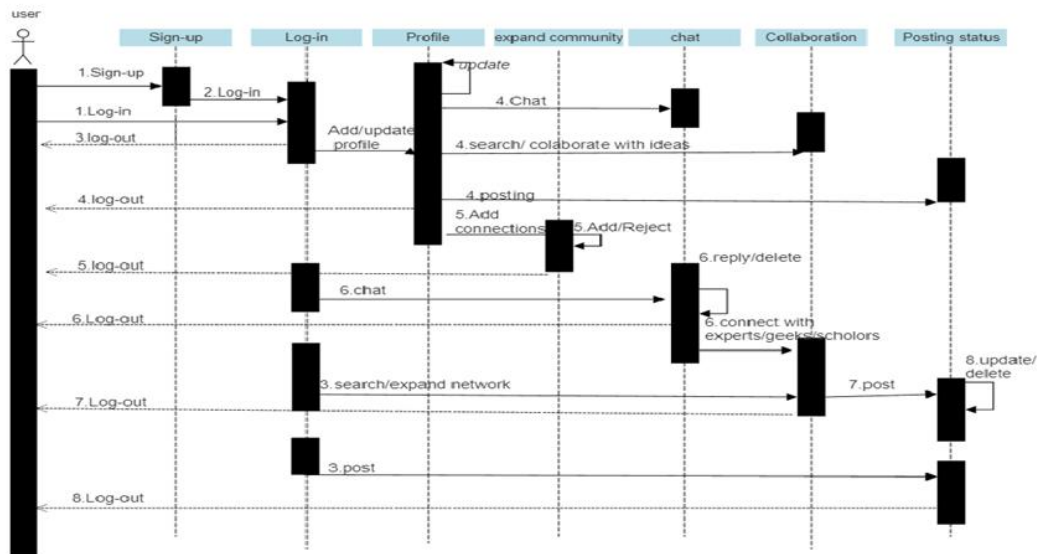 user
Sign-up
Log-in
Profile
expand community
chat
Collaboration
Posting status
update
1.Sign-up
2.Log-in
4.Chat
1.Log-in
3.log-out
Add/update
profile
4.search/ colaborate with ideas
4.log-out
4.posting
5.Add
connections
5.Add/Reject
5.log-out
6.reply/delete
6.chat
6.Log-out
6.connect with
experts/geeks/scholors
8.update/
delete
3.search/expand network
7.post
7.Log-out
3.post
8.Log-out